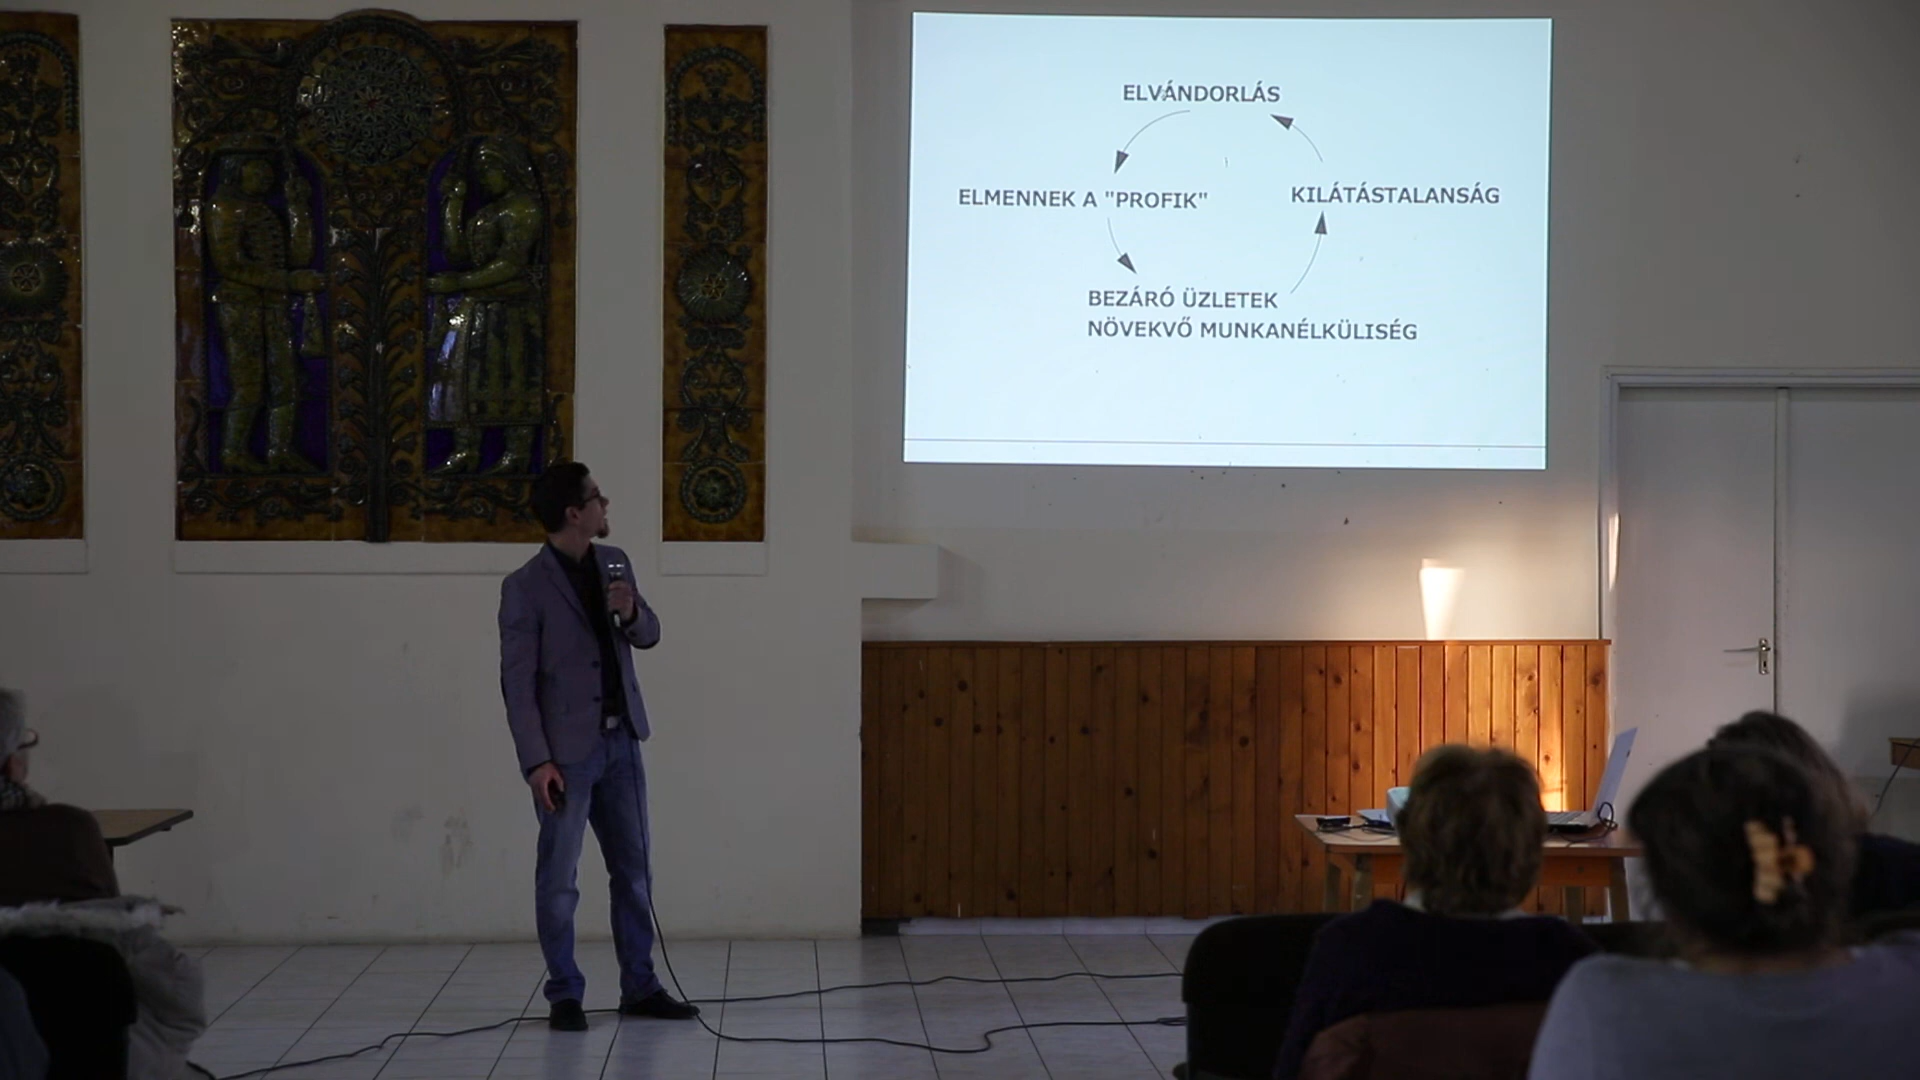 ELVÁNDORLÁS
ELMENNEK A "PROFIK"
KILÁTÁSTALANSÁG
BEZÁRÓ ÜZLETEK
NÖVEKVŐ MUNKANÉLKÜLISÉG